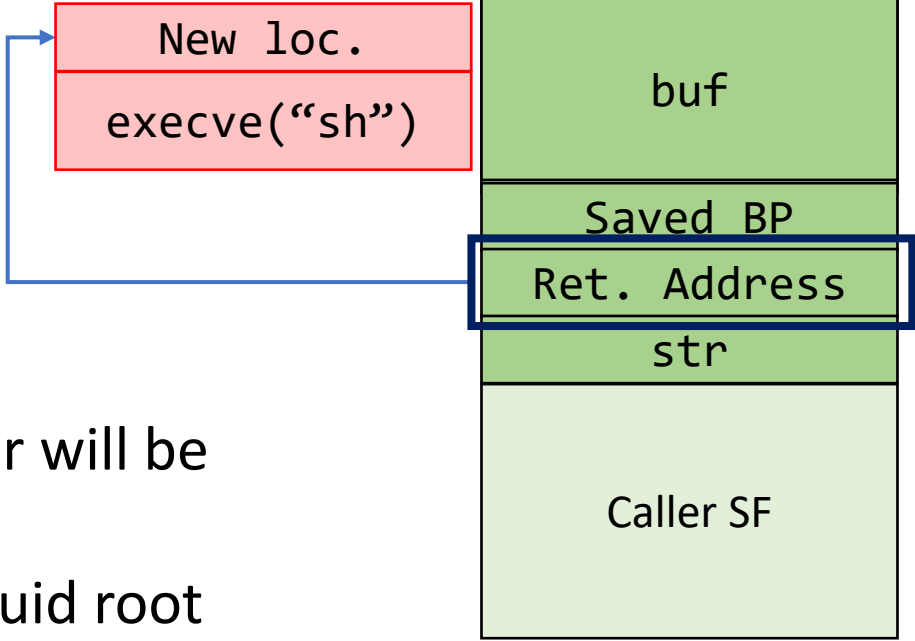 New loc.
execve(“sh”)
buf
Saved BP
Ret. Address
str
Caller SF
r will be
uid root